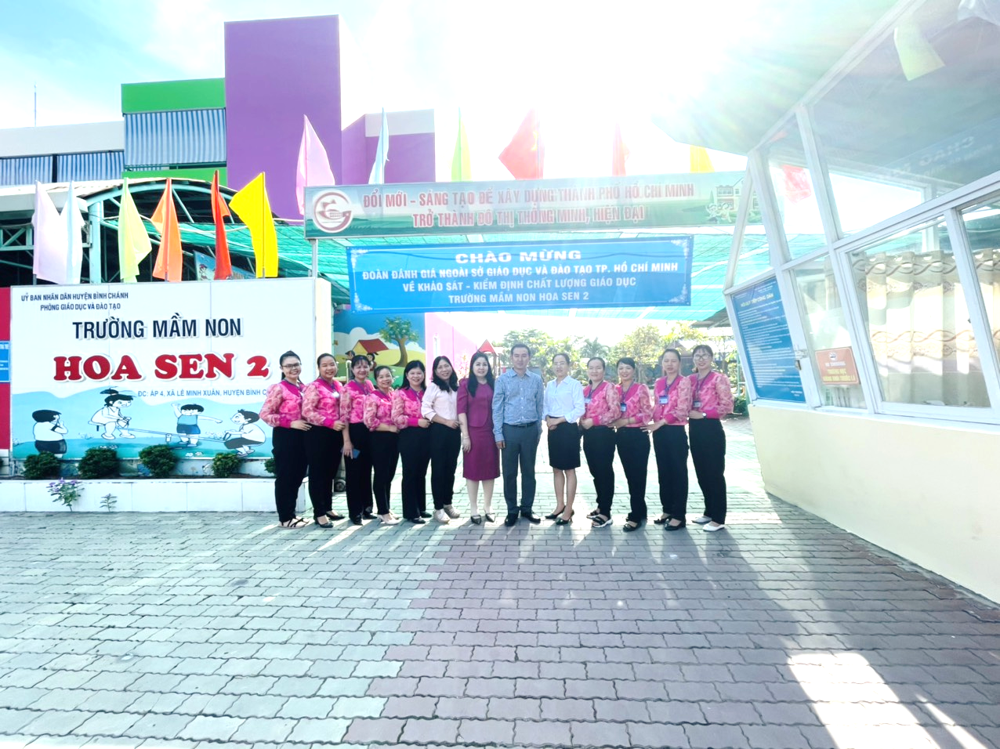 ĐỔI MỚI - SÁNG TẠO ĐỂ XÂY DỰNG THÀNH PHỐ HỒ CHÍ MINH
TRỞ THÀNH ĐÔ THỊ THÔNG MINH, HIỆN ĐẠI
CHÀO MỪNG
ĐOÀN ĐÁNH GIÁ NGOÀI SỞ GIÁO DỤC VÀ ĐÀO TẠO TP. HỒ CHÍ MINH
VỀ KHẢO SÁT - KIỂM ĐỊNH CHẤT LƯỢNG GIÁO DỤC
TRƯỜNG MẦM NON HOA SEN 2
ỦY BAN NHÂN DÂN HUYỆN BÌNH CHÁNH
PHÒNG GIÁO DỤC VÀ ĐÀO TẠO
TRƯỜNG MẦM NON
HOA SEN 2
ĐC: ẤP 4, XÃ LÊ MINH XUÂN, HUYỆN BÌNH